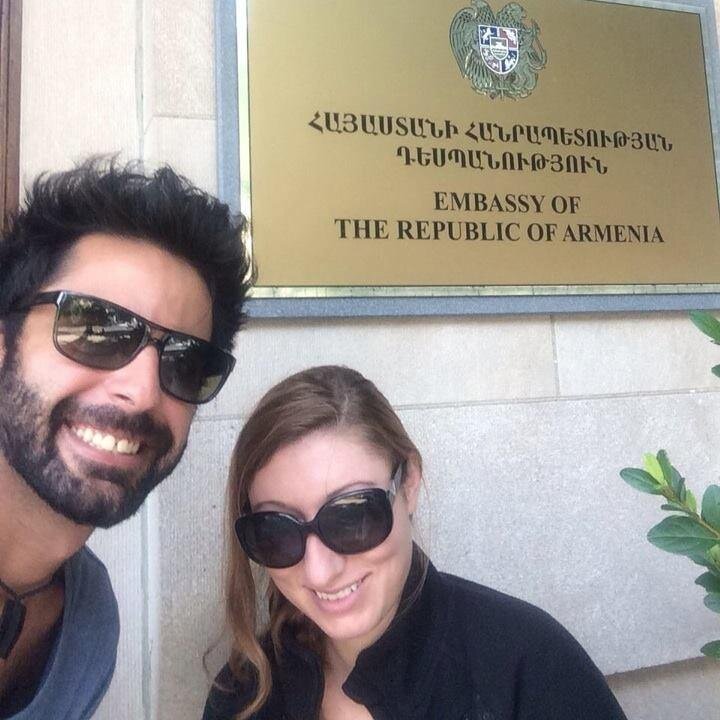 ՀԱՅԱՍՏԱՆԻ ՀԱՆՐԱՊԵՏՈՒԹՅԱՆ
ԴԵՍՊԱՆՈՒԹՅՈՒՆ
EMBASSY OF
THE REPUBLIC OF ARMENIA